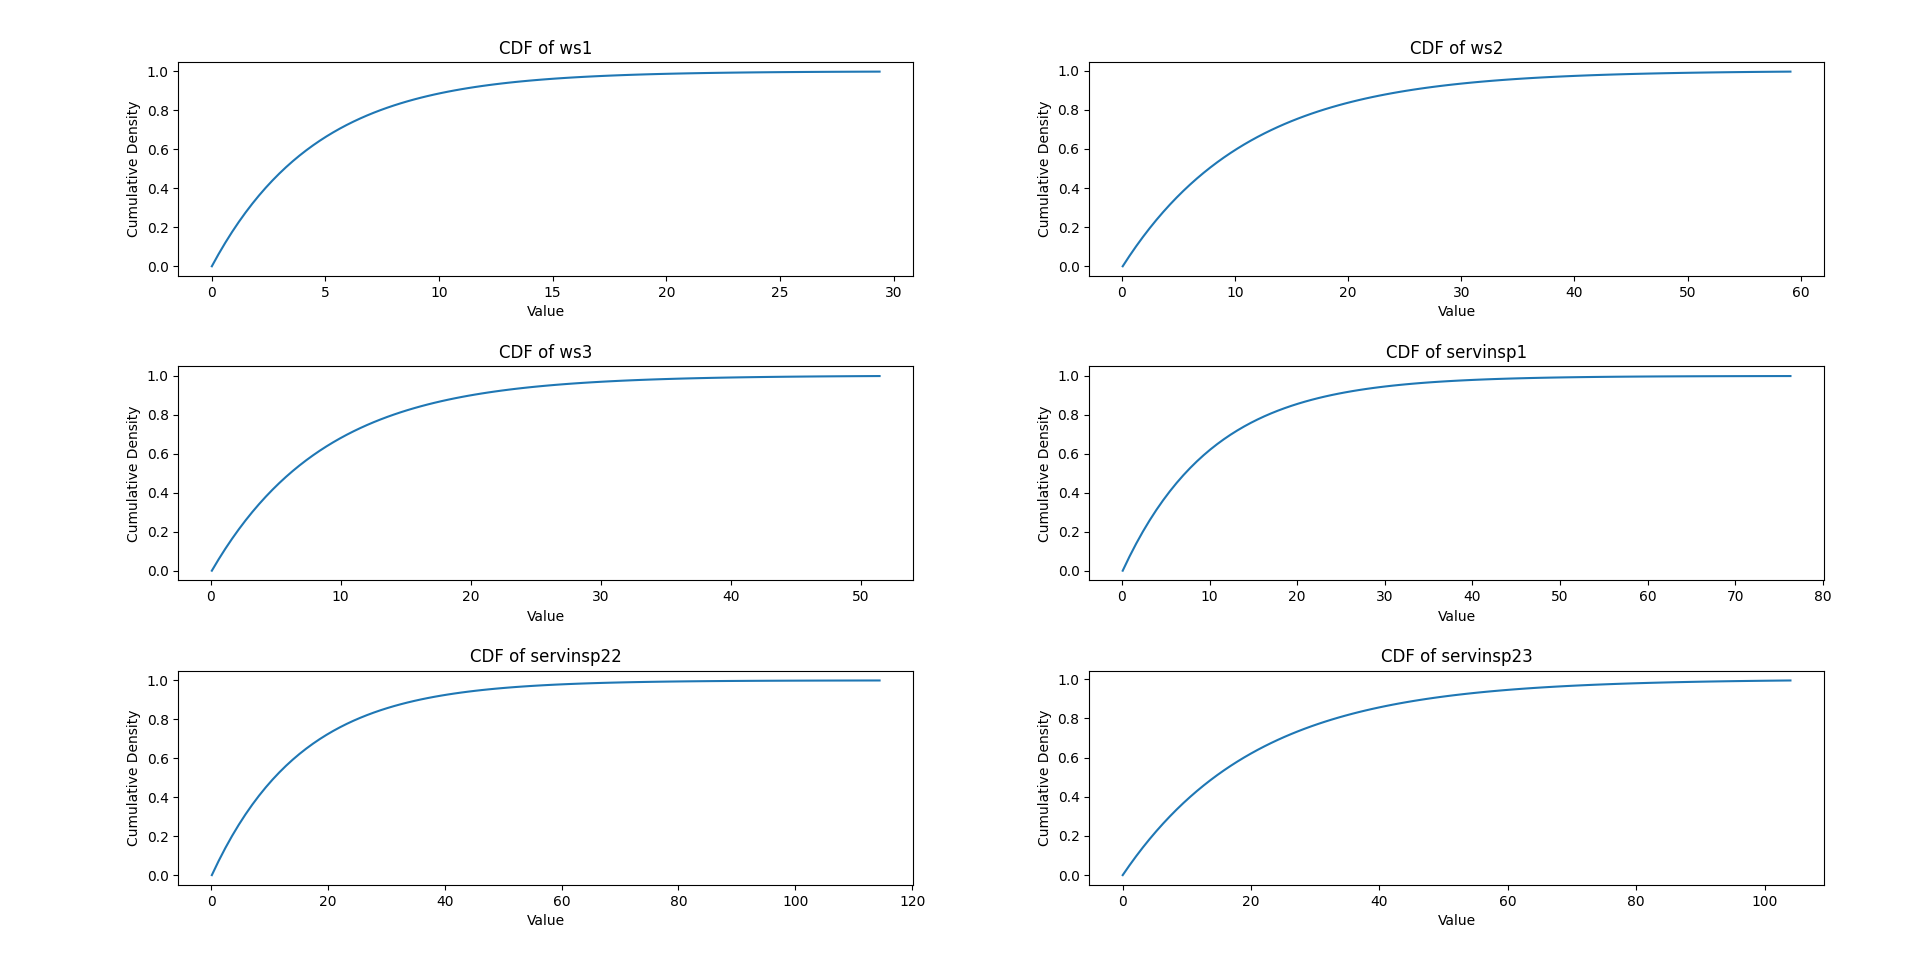 CDF of ws1
Cumulative Density
1.0
0.8
0.6
0.4
0.2
0.0
0 5 10 15 20 25 30
Value
CDF of ws2
Cumulative Density
1.0
0.8
0.6
0.4
0.2
0.0
0 10 20 30 40 50 60
Value
CDF of ws3
Cumulative Density
1.0
0.8
0.6
0.4
0.2
0.0
0 10 20 30 40 50
Value
CDF of servinsp1
Cumulative Density
1.0
0.8
0.6
0.4
0.2
0.0
0 10 20 30 40 50 60 70 80
Value
CDF of servinsp22
Cumulative Density
1.0
0.8
0.6
0.4
0.2
0.0
0 20 40 60 80 100 120
Value
CDF of servinsp23
Cumulative Density
1.0
0.8
0.6
0.4
0.2
0.0
0 20 40 60 80 100
Value